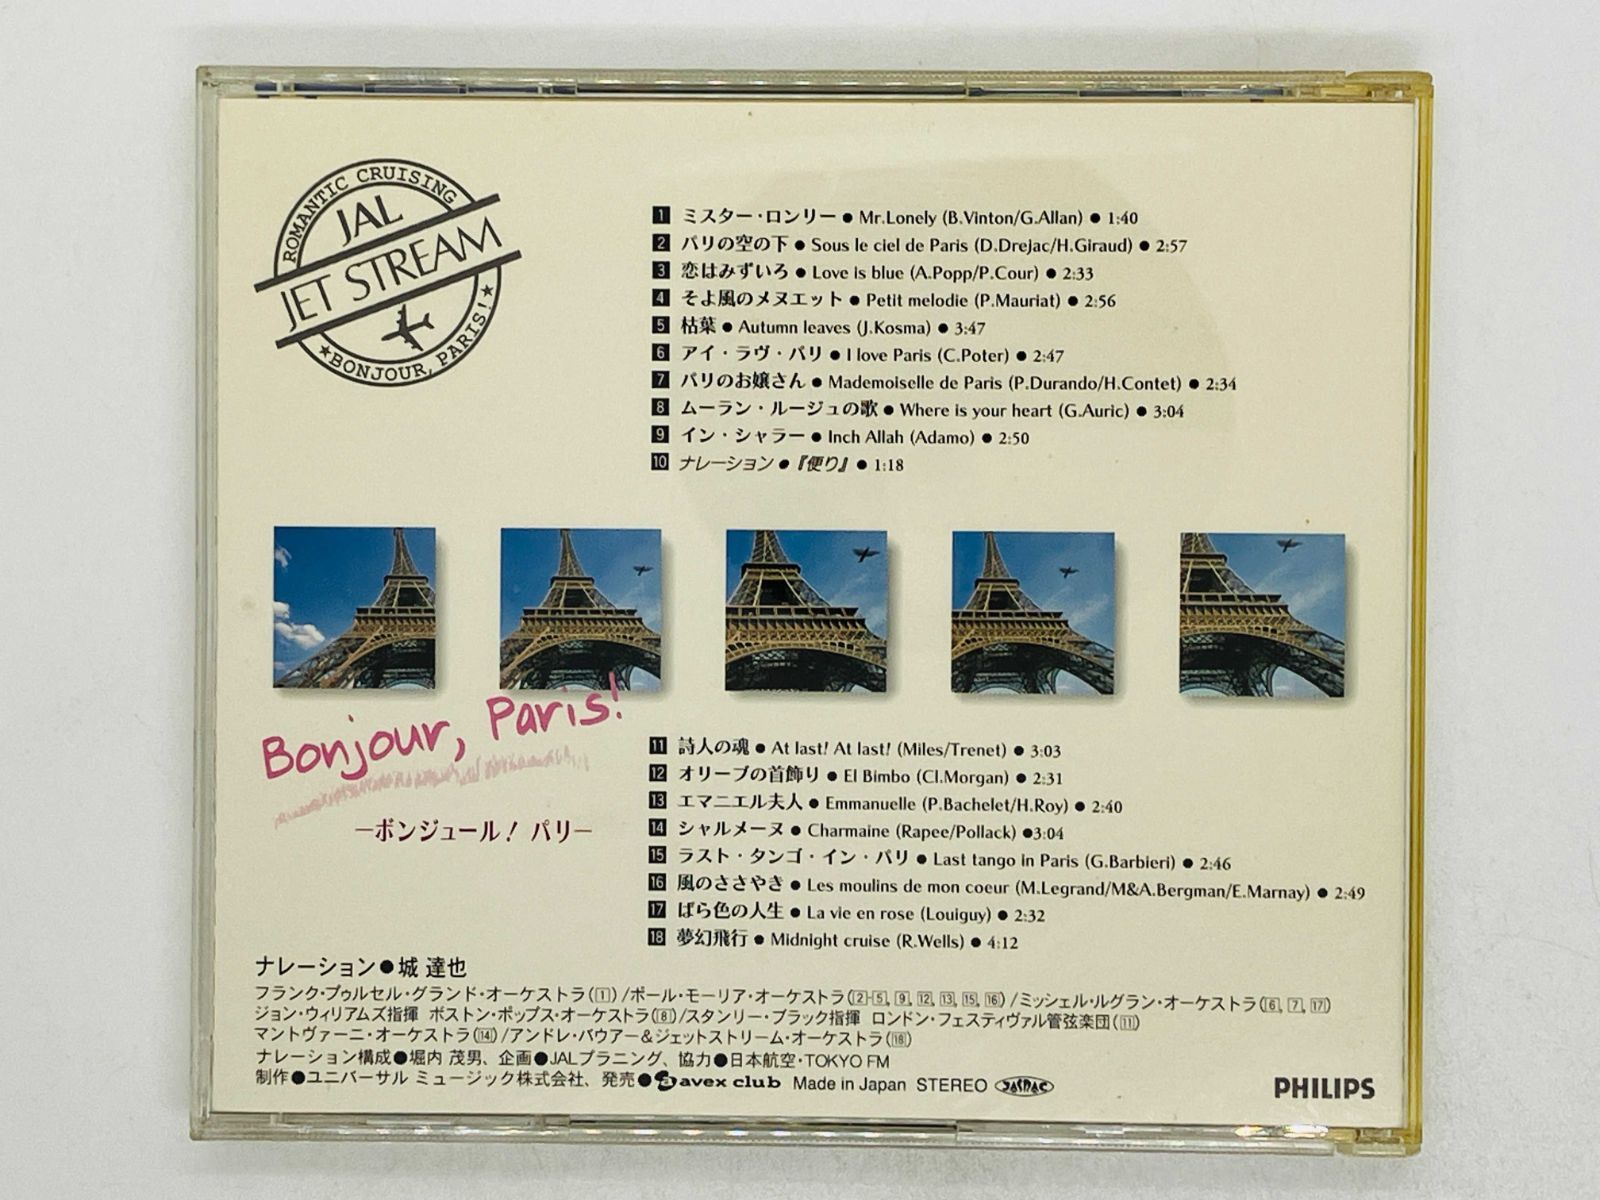 ROMANTIC CRUISING
JAL
JET STREAM
★BONJOUR, PARIS!★
1 ミスター・ロンリー ● Mr.Lonely (B.Vinton/G.Allan) ● 1:40
2 パリの空の下 ● Sous le ciel de Paris (D.Drejac/H.Giraud) ● 2:57
3 恋はみずいろ ● Love is blue (A.Popp/P.Cour) ● 2:33
4 そよ風のメヌエット ● Petit melodie (P.Mauriat) ● 2:56
5 枯葉 ● Autumn leaves (J.Kosma) ● 3:47
6 アイ・ラヴ・パリ ● I love Paris (C.Poter) ● 2:47
7 パリのお嬢さん ● Mademoiselle de Paris (P.Durando/H.Contet) ● 2:34
8 ムーラン・ルージュの歌 ● Where is your heart (G.Auric) ● 3:04
9 イン・シャラー ● Inch Allah (Adamo) ● 2:50
10 ナレーション ●『便り』● 1:18
Bonjour, Paris!
−ボンジュール! パリ−
11 詩人の魂 ● At last! At last! (Miles/Trenet) ● 3:03
12 オリーブの首飾り ● El Bimbo (Cl.Morgan) ● 2:31
13 エマニエル夫人 ● Emmanuelle (P.Bachelet/H.Roy) ● 2:40
14 シャルメーヌ ● Charmaine (Rapee/Pollack) ●3:04
15 ラスト・タンゴ・イン・パリ ● Last tango in Paris (G.Barbieri) ● 2:46
16 風のささやき ● Les moulins de mon coeur (M.Legrand/M&A.Bergman/E.Marnay) ● 2:49
17 ばら色の人生 ● La vie en rose (Louiguy) ● 2:32
18 夢幻飛行 ● Midnight cruise (R.Wells) ● 4:12
ナレーション●城 達也
フランク・プゥルセル・グランド・オーケストラ(1)/ポール・モーリア・オーケストラ(2-5, 9, 12, 13, 15, 16)/ミッシェル・ルグラン・オーケストラ(6, 7, 17)
ジョン・ウィリアムズ指揮 ボストン・ポップス・オーケストラ(8)/スタンリー・ブラック指揮 ロンドン・フェスティヴァル管弦楽団(11)
マントヴァーニ・オーケストラ(14)/アンドレ・バウアー&ジェットストリーム・オーケストラ(18)
ナレーション構成●堀内 茂男、企画●JALプラニング、協力●日本航空・TOKYO FM
制作●ユニバーサル ミュージック株式会社、発売●avex club Made in Japan STEREO JASRAC
PHILIPS